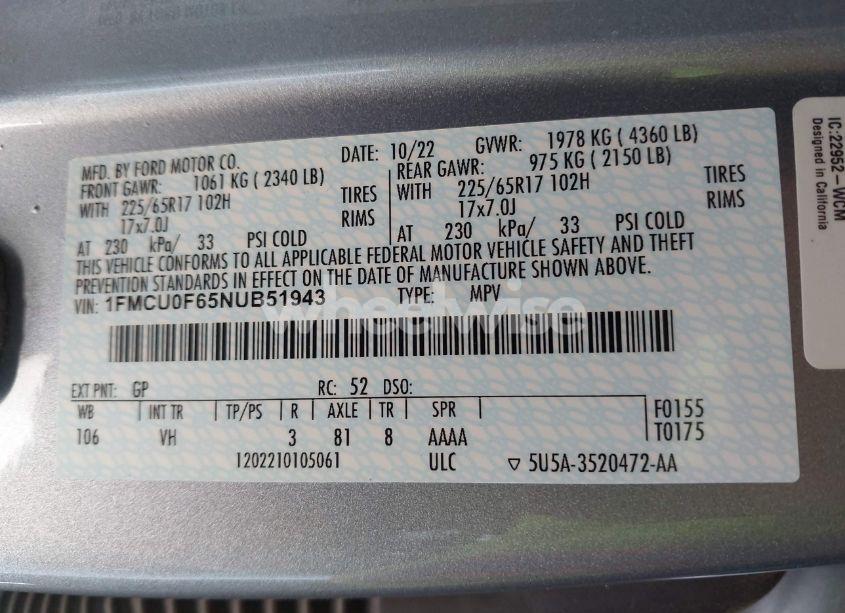 MFD. BY FORD MOTOR CO.
DATE: 10/22 GVWR: 1978 KG ( 4360 LB)
FRONT GAWR: 1061 KG ( 2340 LB)
REAR GAWR: 975 KG ( 2150 LB)
WITH 225/65R17 102H TIRES
17x7.0J RIMS
AT 230 kPa/ 33 PSI COLD
WITH 225/65R17 102H TIRES
17x7.0J RIMS
AT 230 kPa/ 33 PSI COLD
THIS VEHICLE CONFORMS TO ALL APPLICABLE FEDERAL MOTOR VEHICLE SAFETY AND THEFT
PREVENTION STANDARDS IN EFFECT ON THE DATE OF MANUFACTURE SHOWN ABOVE.
VIN: 1FMCU0F65NUB51943 TYPE: MPV
wheelwise
EXT PNT: GP RC: 52 DSO:
WB INT TR TP/PS R AXLE TR SPR
106 VH 3 81 8 AAAA
F0155
T0175
1202210105061 ULC ▽ 5U5A-3520472-AA
IC:22952-WCM
Designed in California